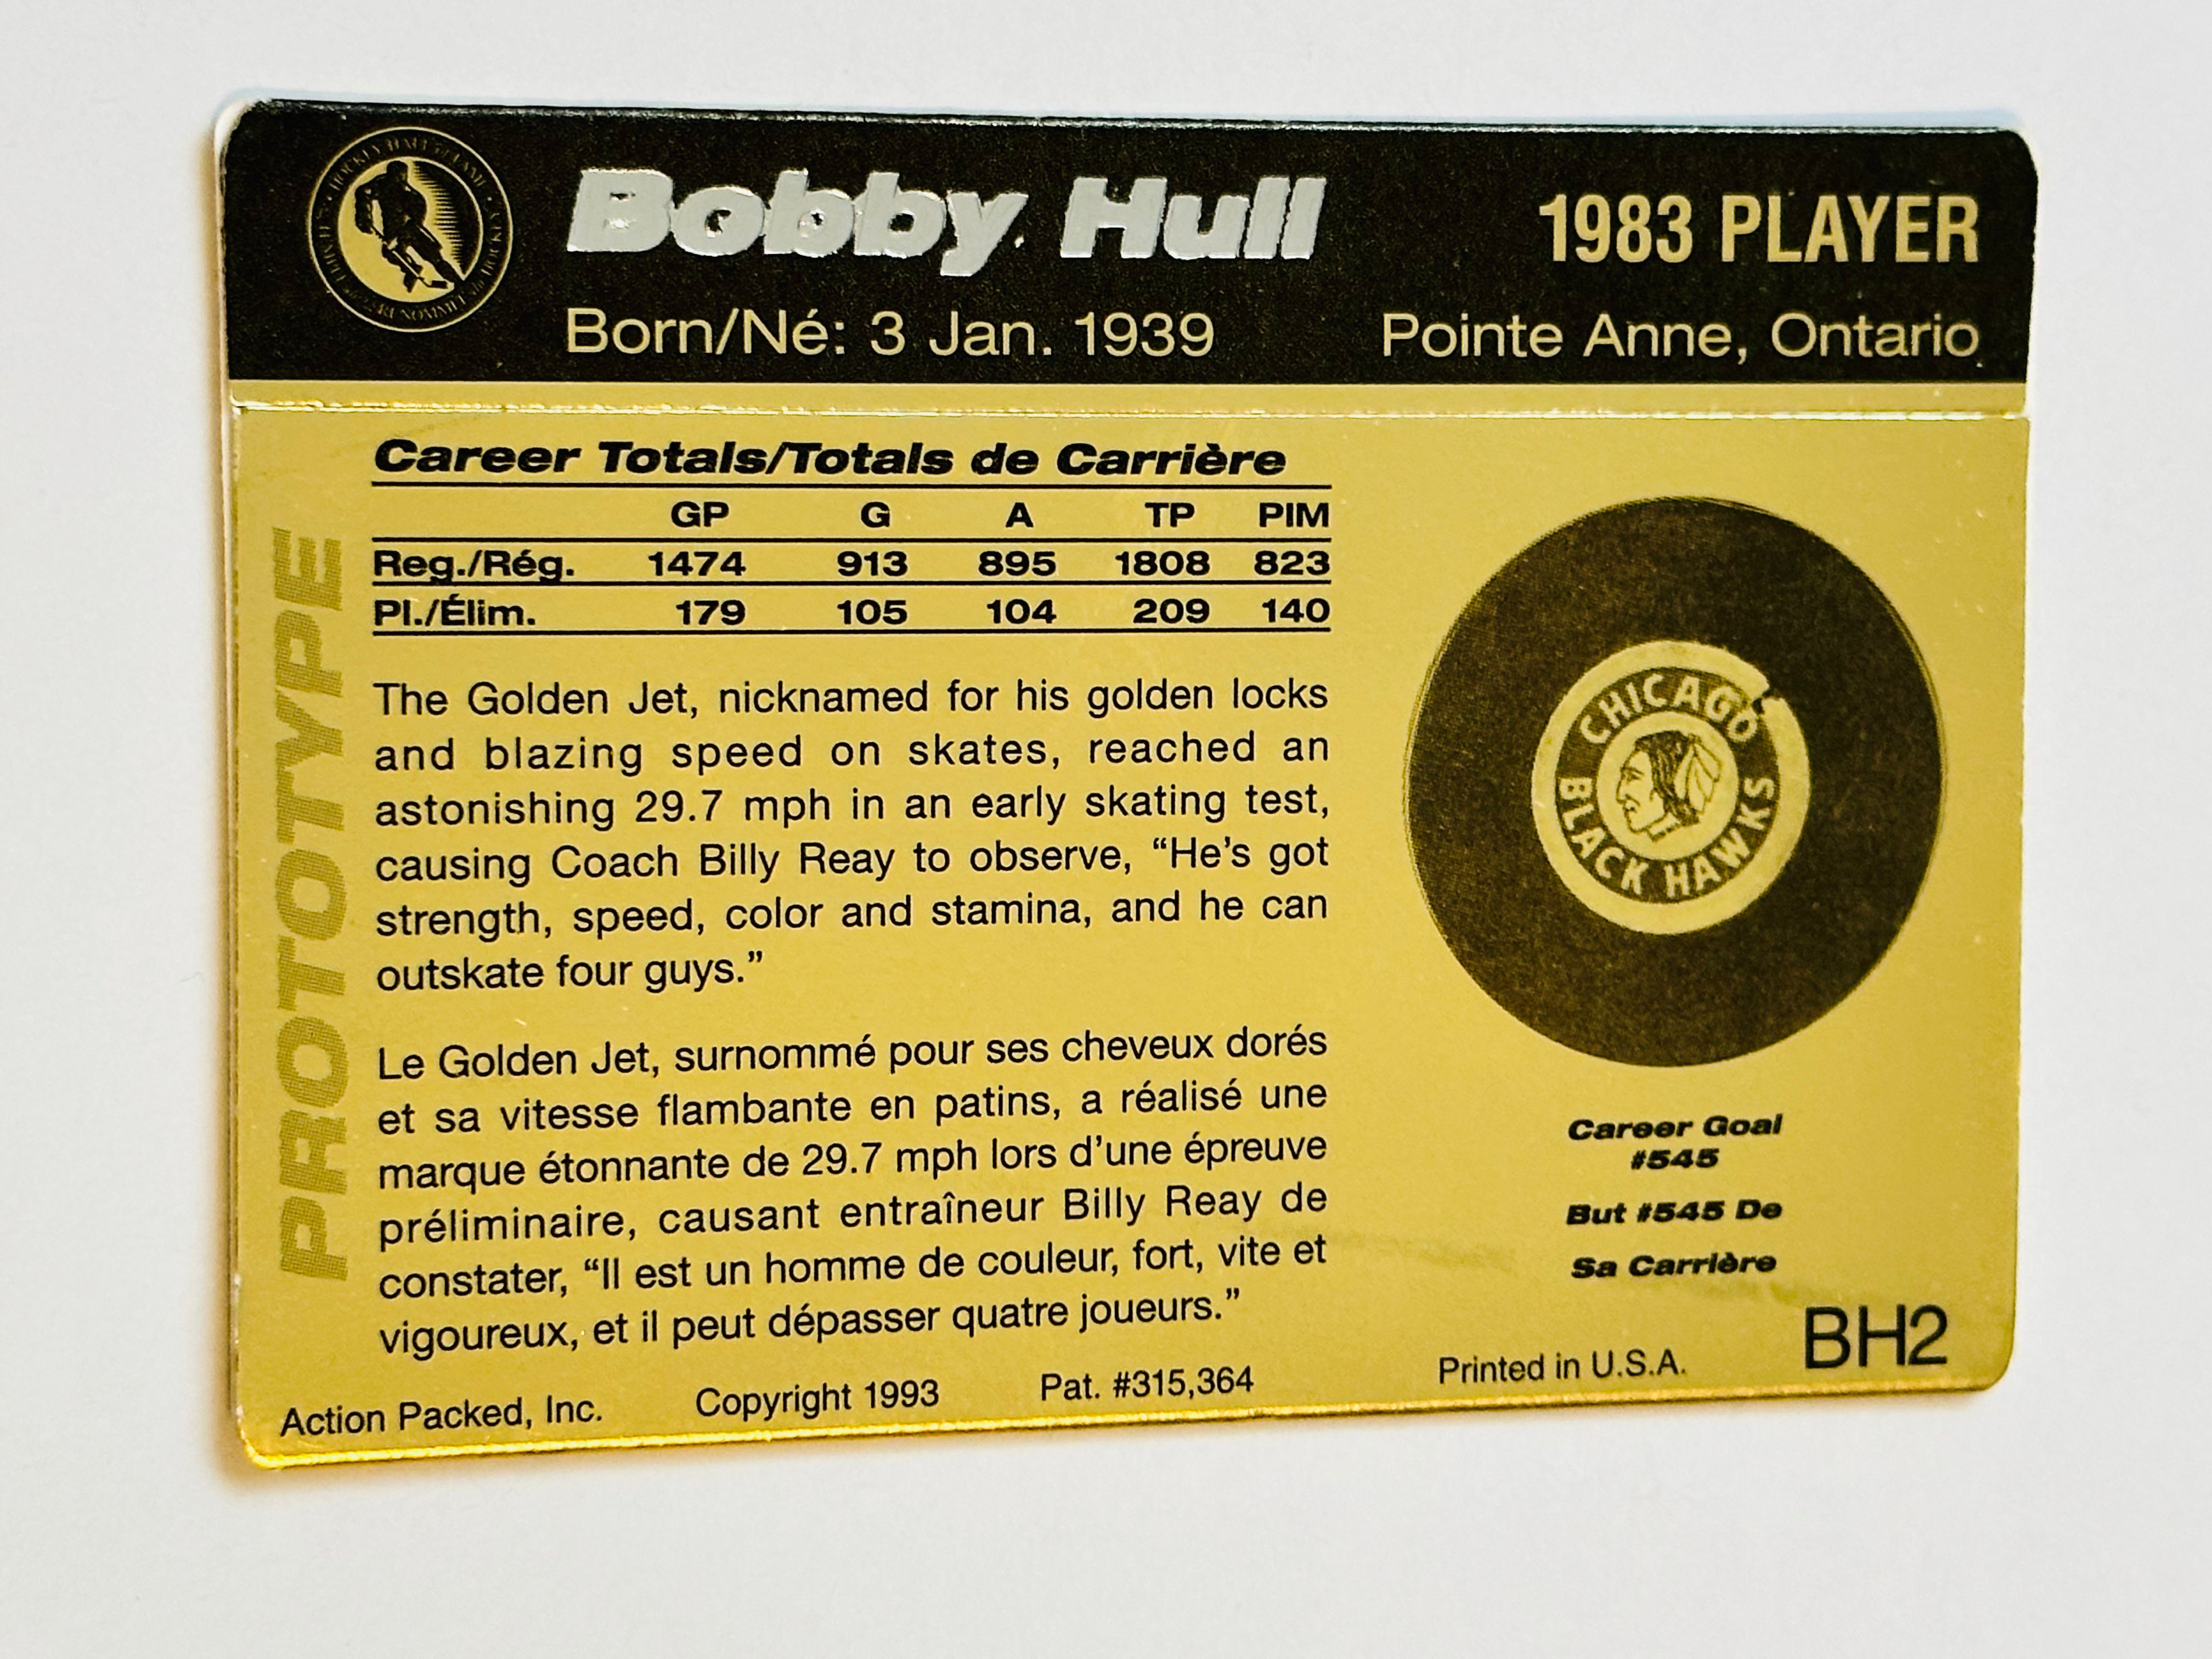 Bobby Hull
1983 PLAYER
Born/Né: 3 Jan. 1939
Pointe Anne, Ontario
PROTOTYPE
Career Totals/Totals de Carrière
GP G A TP PIM
Reg./Rég. 1474 913 895 1808 823
Pl./Élim. 179 105 104 209 140
The Golden Jet, nicknamed for his golden locks
and blazing speed on skates, reached an
astonishing 29.7 mph in an early skating test,
causing Coach Billy Reay to observe, “He’s got
strength, speed, color and stamina, and he can
outskate four guys.”
Le Golden Jet, surnommé pour ses cheveux dorés
et sa vitesse flambante en patins, a réalisé une
marque étonnante de 29.7 mph lors d’une épreuve
préliminaire, causant entraîneur Billy Reay de
constater, “Il est un homme de couleur, fort, vite et
vigoureux, et il peut dépasser quatre joueurs.”
CHICAGO
BLACK HAWKS
Career Goal
#545
But #545 De
Sa Carrière
BH2
Action Packed, Inc. Copyright 1993 Pat. #315,364 Printed in U.S.A.